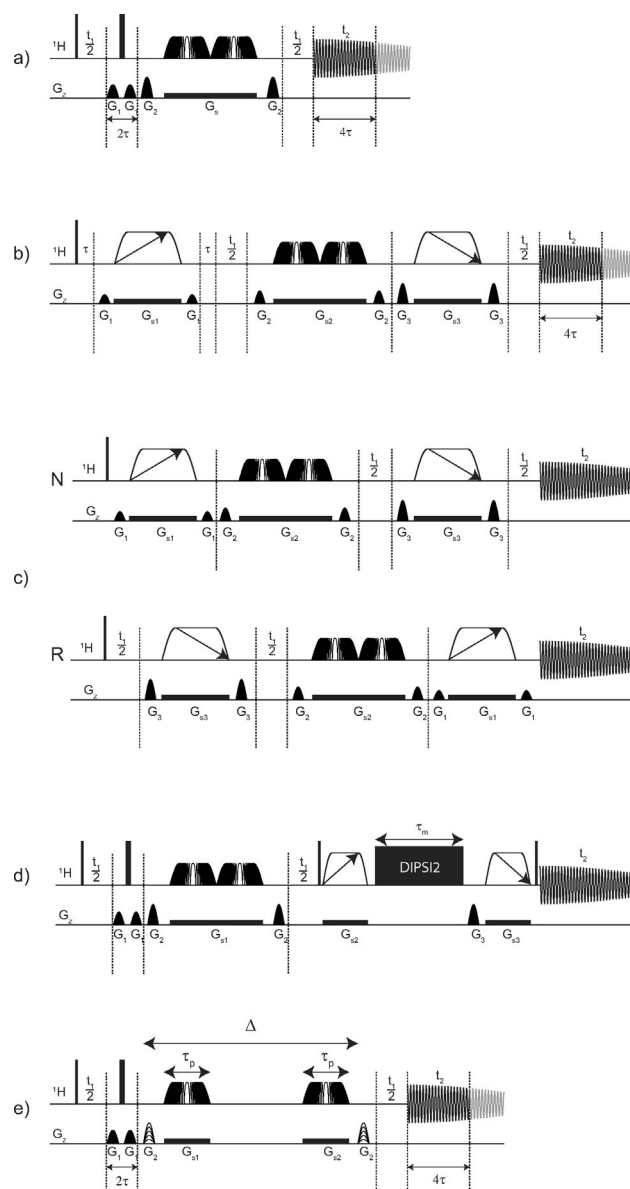 a)
¹H t₁/2 t₁/2 t₂
G_z
G₁ G₁ G₂ G_s G₂
2τ 4τ
b)
¹H τ τ t₁/2 t₁/2 t₂
G₁ G_s1 G₁ G₂ G_s2 G₂ G₃ G_s3 G₃
G_z
4τ
c)
N
¹H t₁/2 t₁/2 t₂
G_z
G₁ G_s1 G₁ G₂ G_s2 G₂ G₃ G_s3 G₃
R
¹H t₁/2 t₁/2 t₂
G_z
G₃ G_s3 G₃ G₂ G_s2 G₂ G₁ G_s1 G₁
d)
τ_m
¹H t₁/2 t₁/2 DIPSI2 t₂
G_z
G₁ G₁ G₂ G_s1 G₂ G_s2 G₃ G_s3
e)
Δ
τ_p τ_p
¹H t₁/2 t₁/2 t₂
G_z
G₁ G₁ G₂ G_s1 G_s2 G₂
2τ 4τ